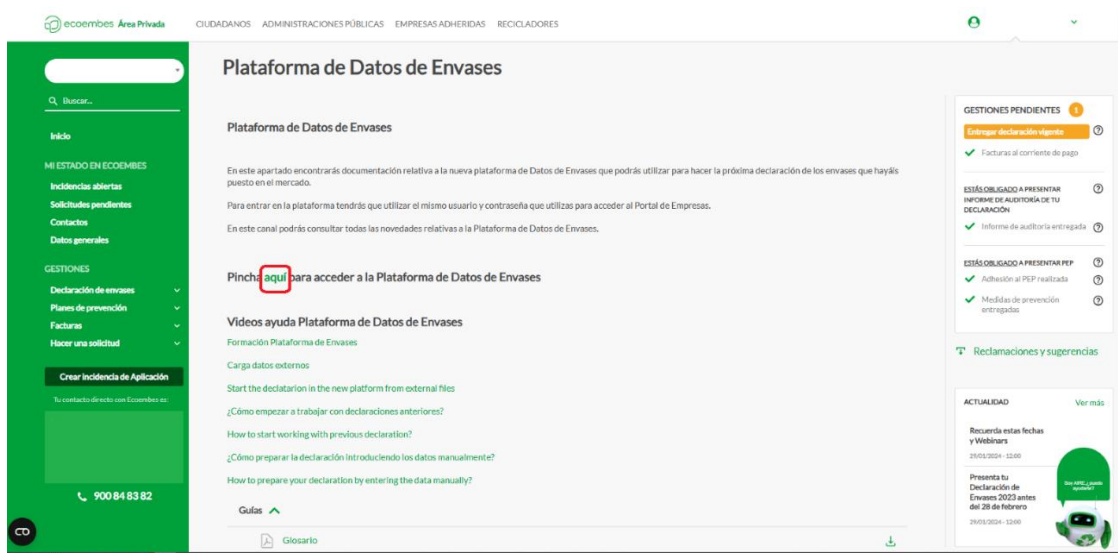 ecoembes Área Privada
CIUDADANOS ADMINISTRACIONES PÚBLICAS EMPRESAS ADHERIDAS RECICLADORES
Buscar...
Inicio
MI ESTADO EN ECOEMBES
Incidencias abiertas
Solicitudes pendientes
Contactos
Datos generales
GESTIONES
Declaración de envases
Planes de prevención
Facturas
Hacer una solicitud
Crear incidencia de Aplicación
Tu contacto directo con Ecoembes es:
900 84 83 82
Plataforma de Datos de Envases
Plataforma de Datos de Envases
En este apartado encontrarás documentación relativa a la nueva plataforma de Datos de Envases que podrás utilizar para hacer la próxima declaración de los envases que hayáis
puesto en el mercado.
Para entrar en la plataforma tendrás que utilizar el mismo usuario y contraseña que utilizas para acceder al Portal de Empresas.
En este canal podrás consultar todas las novedades relativas a la Plataforma de Datos de Envases.
Pincha aquí para acceder a la Plataforma de Datos de Envases
Videos ayuda Plataforma de Datos de Envases
Formación Plataforma de Envases
Carga datos externos
Start the declatarion in the new platform from external files
¿Cómo empezar a trabajar con declaraciones anteriores?
How to start working with previous declaration?
¿Cómo preparar la declaración introduciendo los datos manualmente?
How to prepare your declaration by entering the data manually?
Guías
Glosario
GESTIONES PENDIENTES 1
Entregar declaración vigente
Facturas al corriente de pago
ESTÁS OBLIGADO A PRESENTAR
INFORME DE AUDITORÍA DE TU
DECLARACIÓN
Informe de auditoría entregada
ESTÁS OBLIGADO A PRESENTAR PEP
Adhesión al PEP realizada
Medidas de prevención
entregadas
Reclamaciones y sugerencias
ACTUALIDAD Ver más
Recuerda estas fechas
y Webinars
29/01/2024 - 12:00
Presenta tu
Declaración de
Envases 2023 antes
del 28 de febrero
29/01/2024 - 12:00